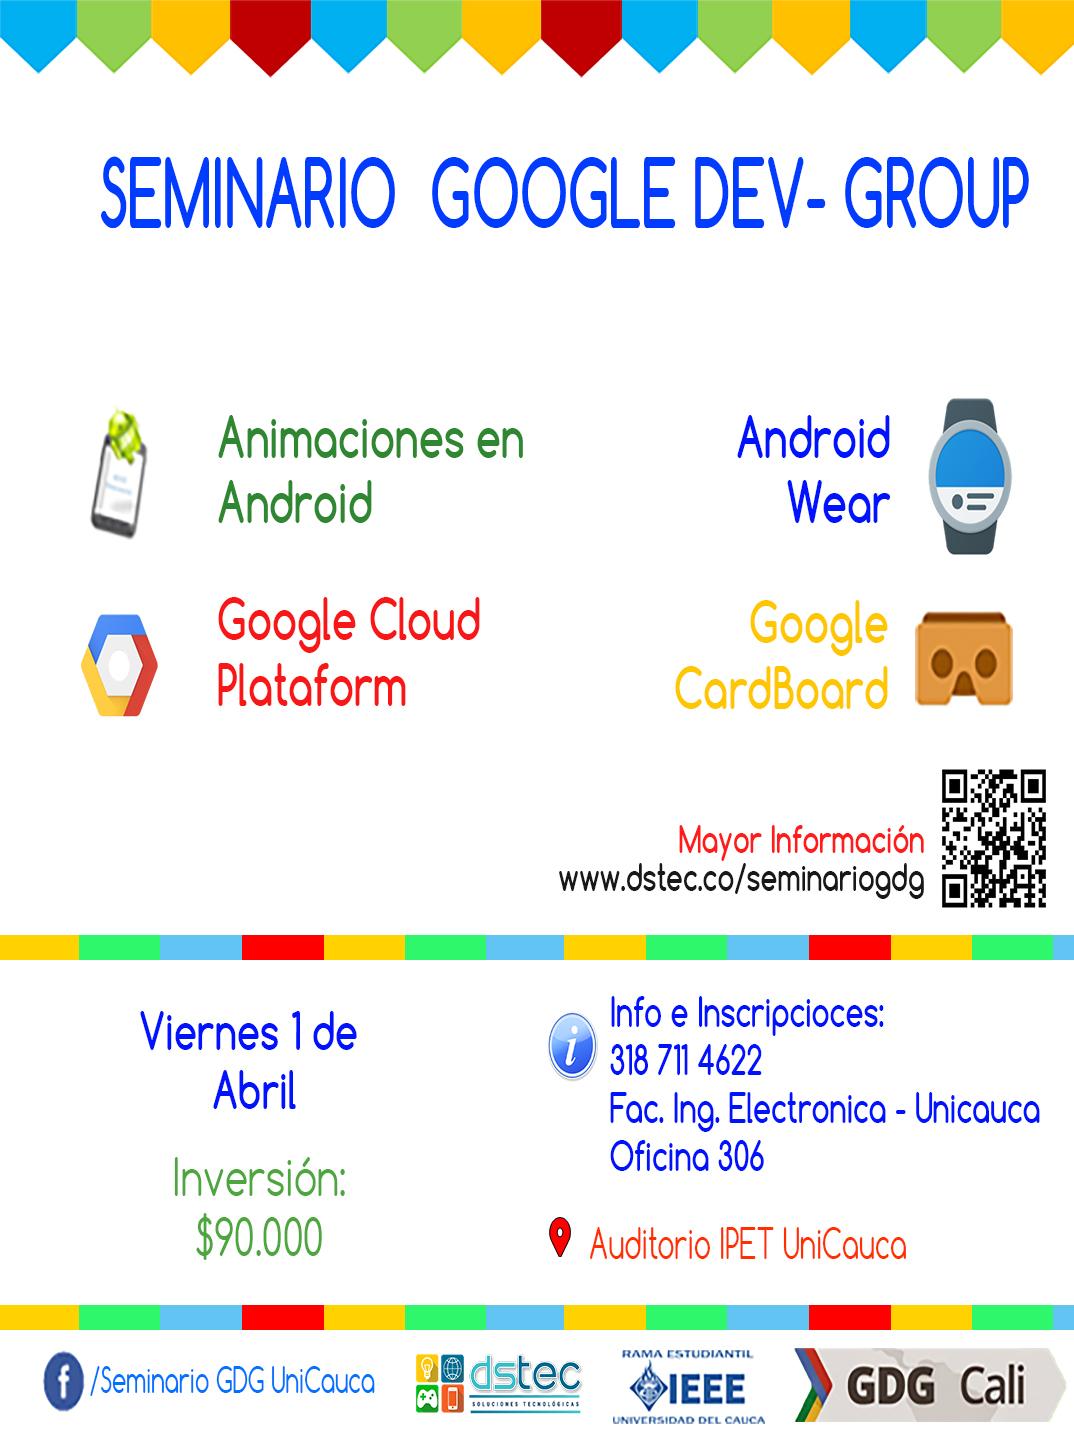 SEMINARIO  GOOGLE DEV- GROUP
Animaciones en
Android
Android
Wear
Google Cloud
Plataform
Google
CardBoard
Mayor Información
www.dstec.co/seminariogdg
Viernes 1 de
Abril
Inversión:
$90.000
Info e Inscripcioces:
318 711 4622
Fac. Ing. Electronica - Unicauca
Oficina 306
Auditorio IPET UniCauca
/Seminario GDG UniCauca
dstec
SOLUCIONES TECNOLÓGICAS
RAMA ESTUDIANTIL
IEEE
UNIVERSIDAD DEL CAUCA
GDG Cali